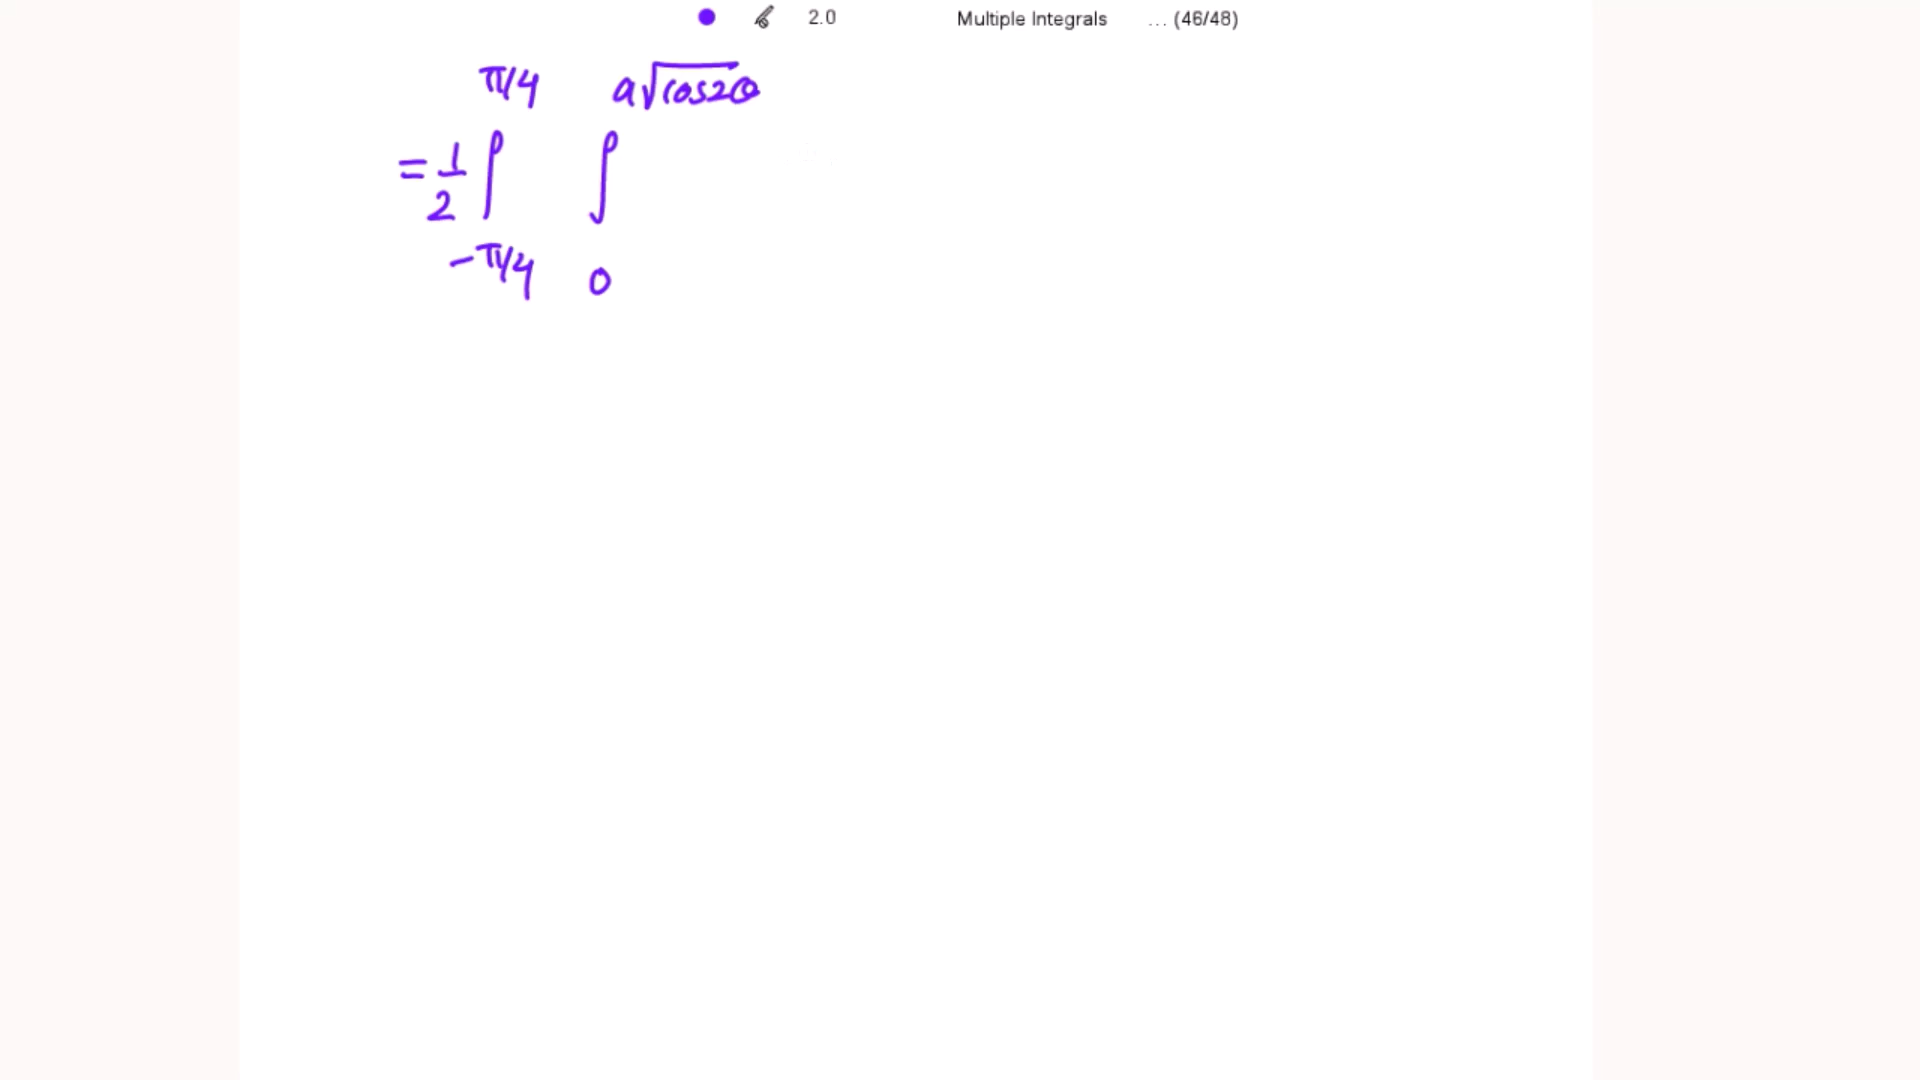 2.0 Multiple Integrals ... (46/48)
π/4 a√cos2θ
= 1/2 ∫ ∫
-π/4 0